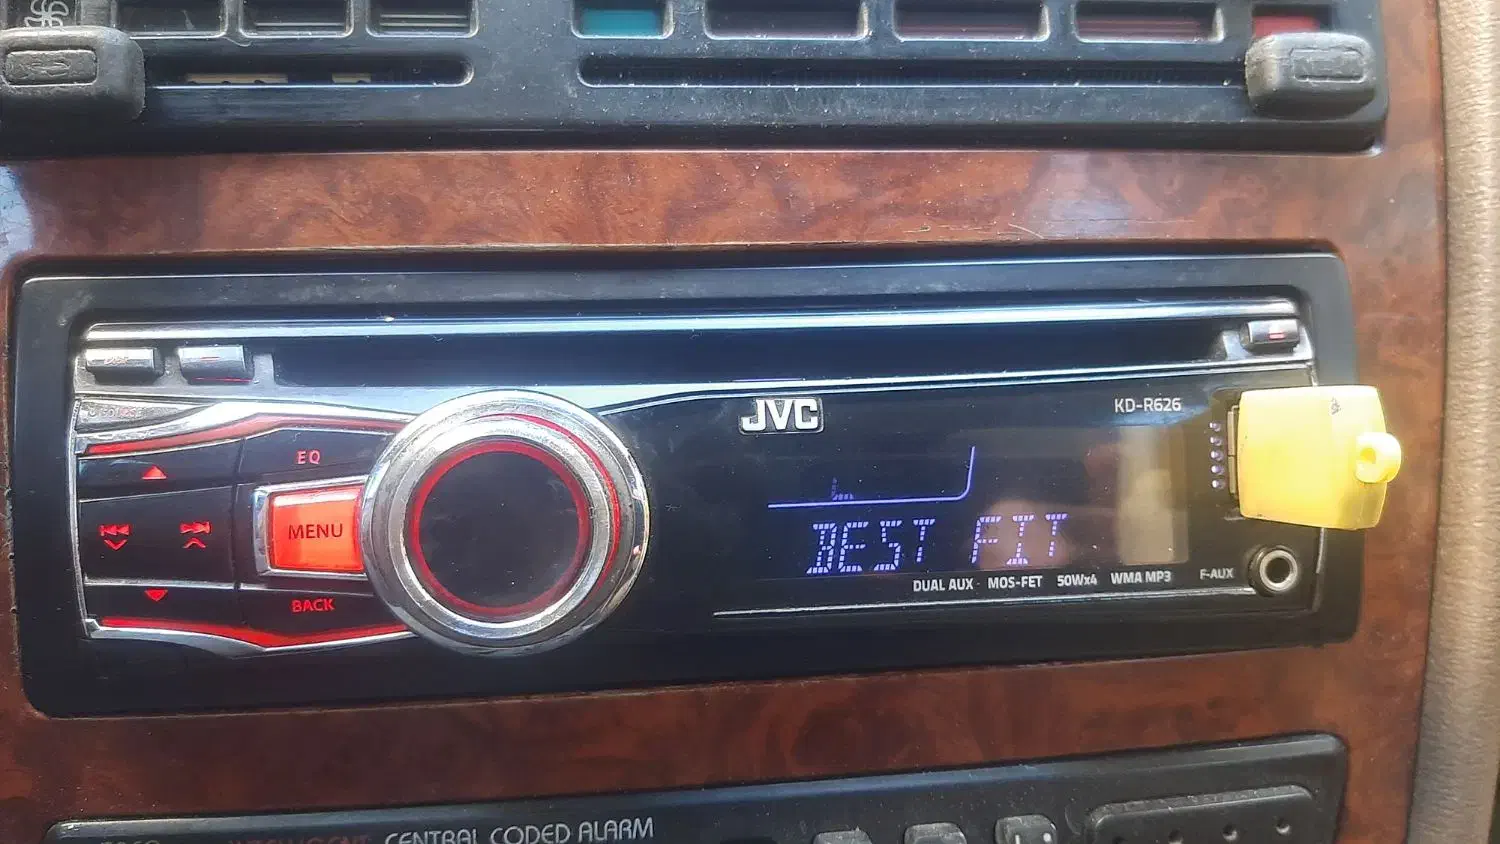 JVC
KD-R626
EQ
MENU
BACK
BEST FIT
DUAL AUX MOS-FET 50Wx4 WMA MP3 F-AUX
CENTRAL CODED ALARM